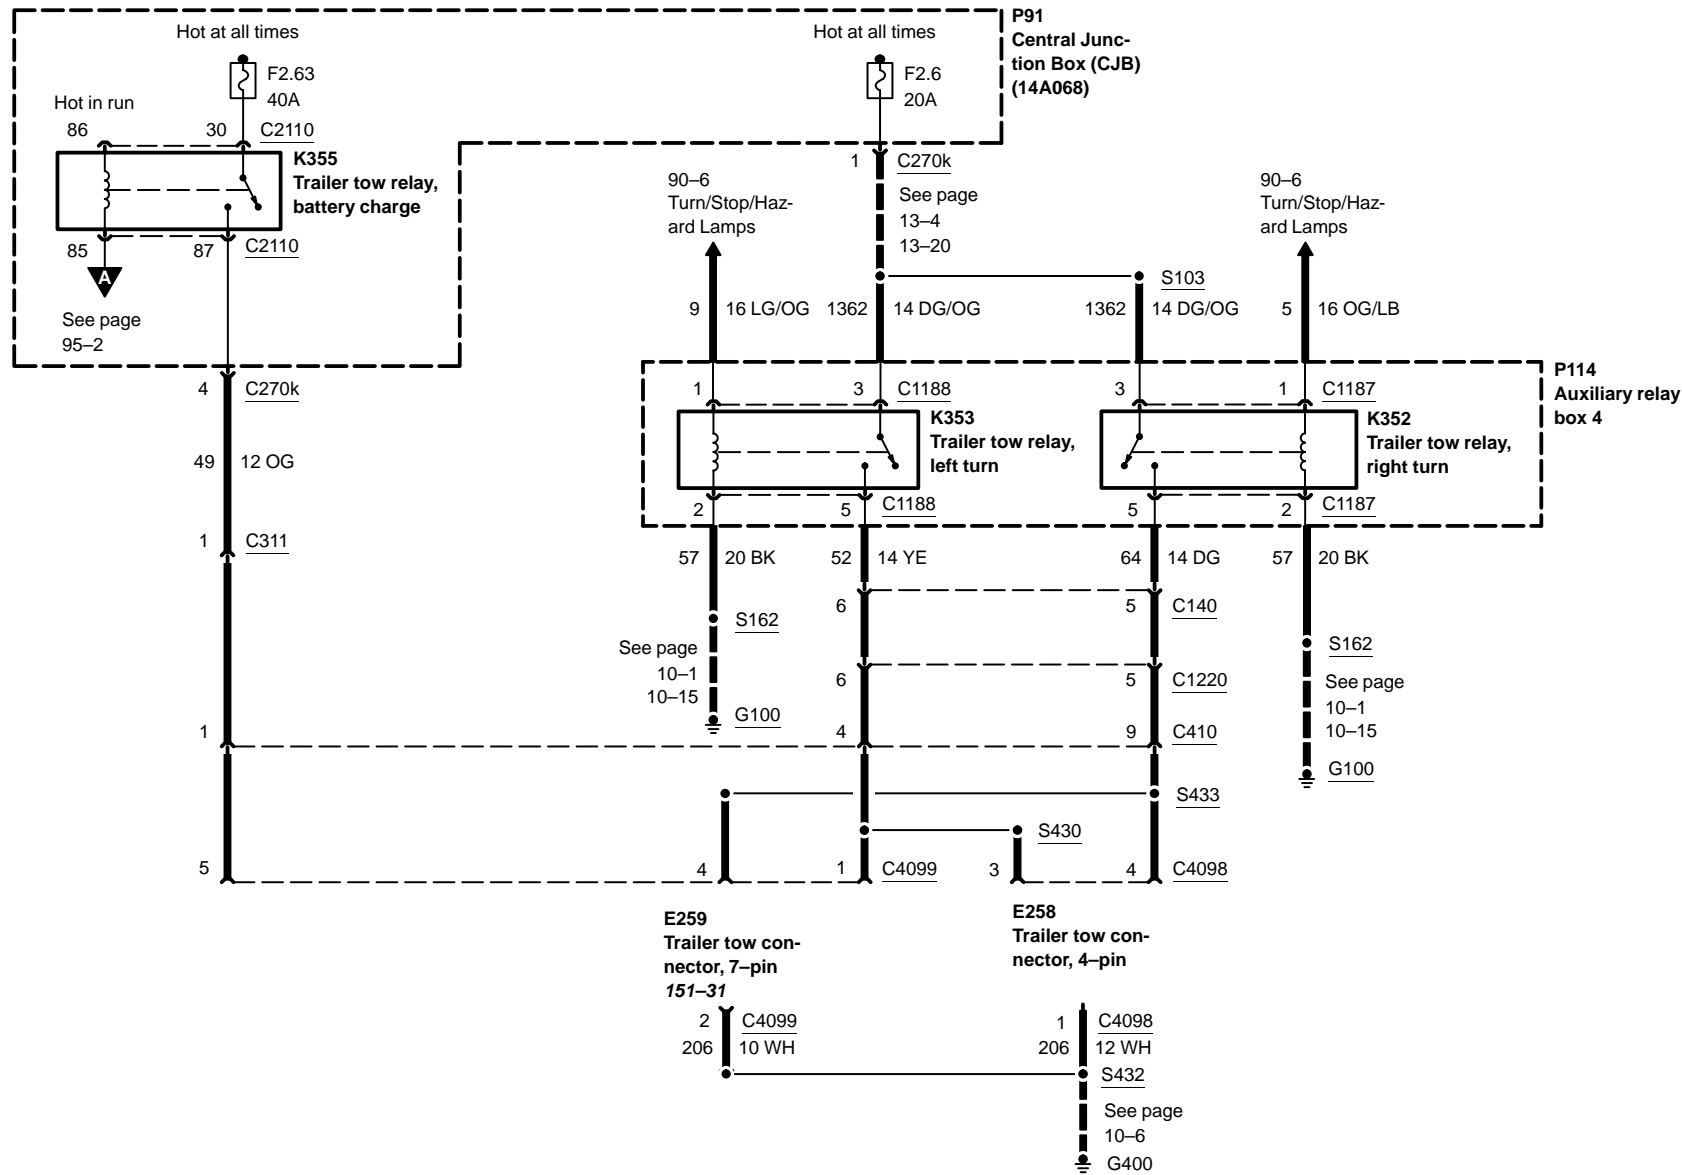 P91
Central Junc-
tion Box (CJB)
(14A068)
Hot at all times
Hot at all times
F2.63
40A
F2.6
20A
Hot in run
86
30
C2110
K355
Trailer tow relay,
battery charge
85
87
C2110
A
See page
95–2
1
C270k
See page
13–4
13–20
90–6
Turn/Stop/Haz-
ard Lamps
90–6
Turn/Stop/Haz-
ard Lamps
S103
9
16 LG/OG
1362
14 DG/OG
1362
14 DG/OG
5
16 OG/LB
P114
Auxiliary relay
box 4
4
C270k
1
3
C1188
3
1
C1187
K353
Trailer tow relay,
left turn
K352
Trailer tow relay,
right turn
49
12 OG
2
5
C1188
5
2
C1187
1
C311
57
20 BK
52
14 YE
64
14 DG
57
20 BK
6
5
C140
S162
See page
10–1
10–15
G100
S162
See page
10–1
10–15
G100
6
5
C1220
1
4
9
C410
S433
S430
5
4
1
C4099
3
4
C4098
E259
Trailer tow con-
nector, 7–pin
151–31
E258
Trailer tow con-
nector, 4–pin
2
C4099
206
10 WH
1
C4098
206
12 WH
S432
See page
10–6
G400